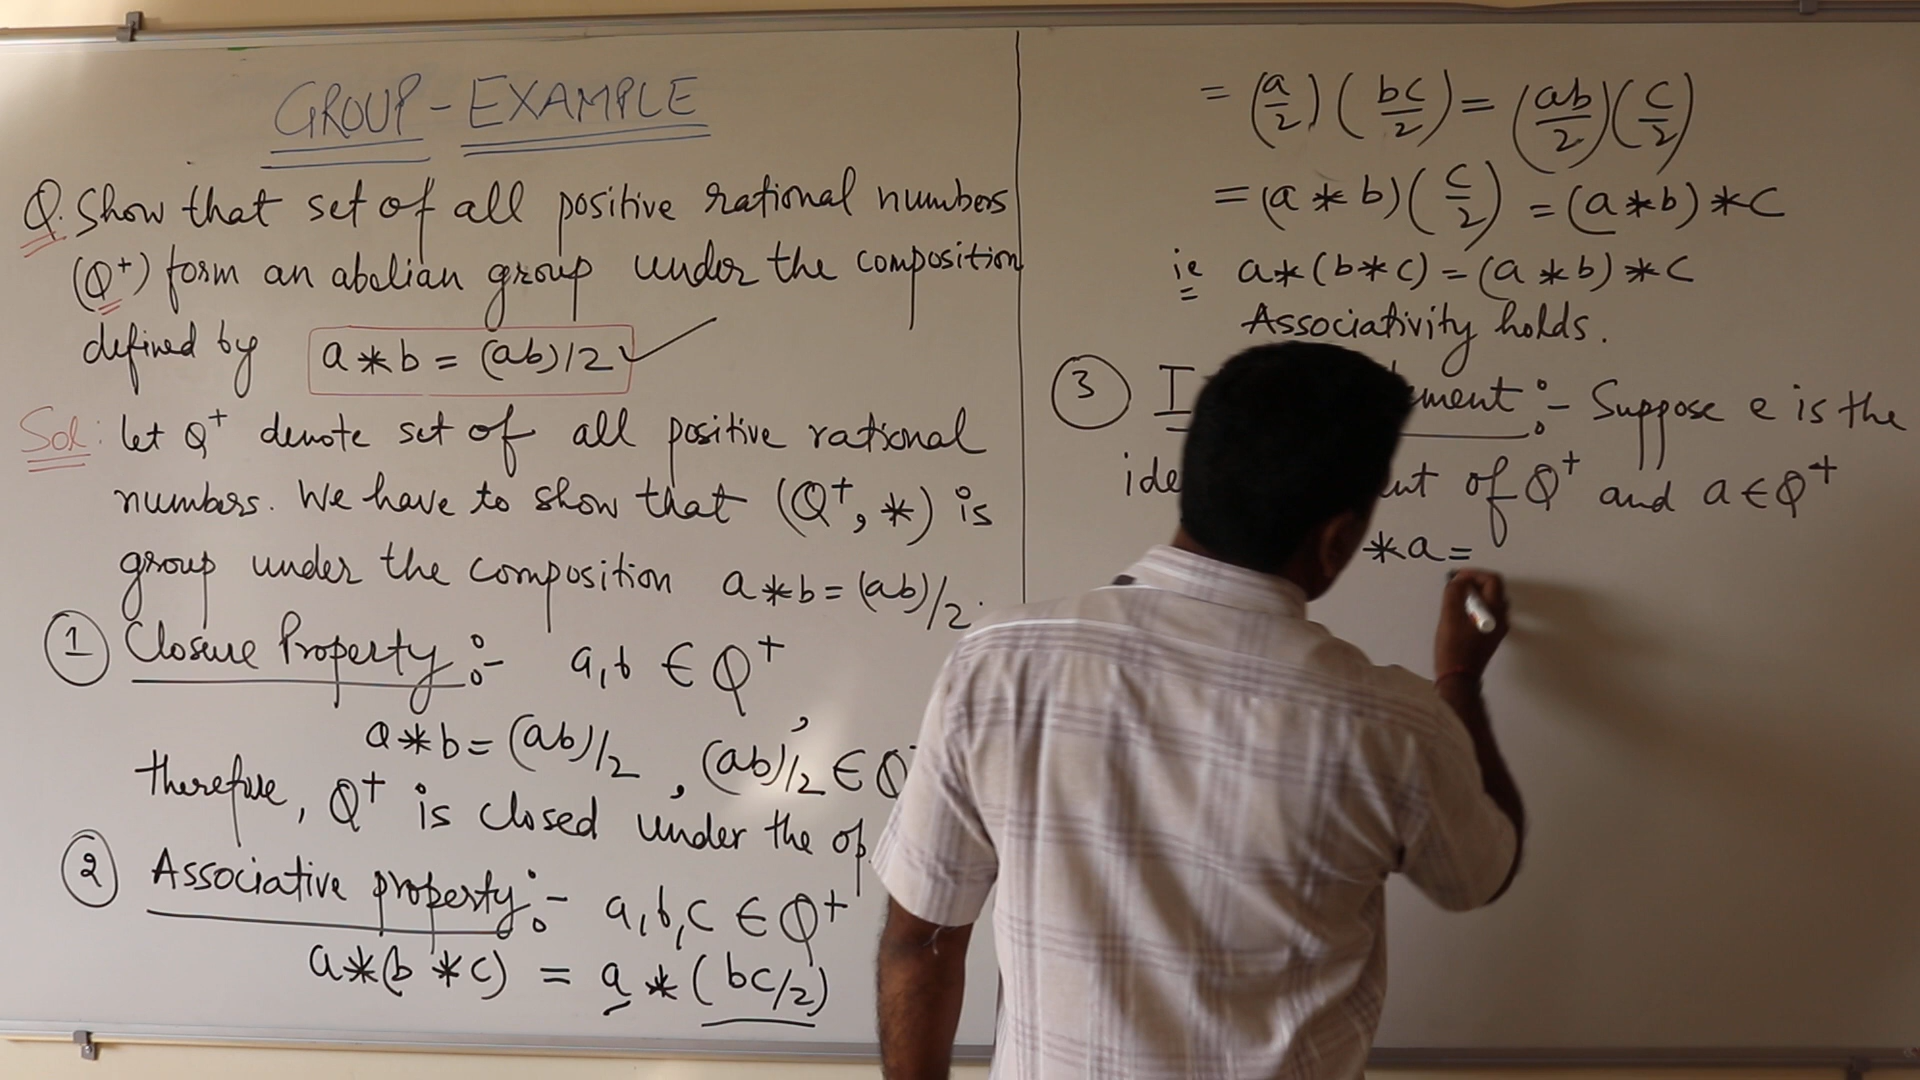 GROUP-EXAMPLE
Q. Show that set of all positive rational numbers
(Q⁺) form an abelian group under the composition
defined by a*b = (ab)/2
Sol: let Q⁺ denote set of all positive rational
numbers. We have to show that (Q⁺, *) is
group under the composition a*b = (ab)/2.
① Closure Property :- a,b ∈ Q⁺
a*b = (ab)/2 , (ab)/2 ∈ Q
therefore, Q⁺ is closed under the op
② Associative property :- a,b,c ∈ Q⁺
a*(b*c) = a*(bc/2)
= (a/2)(bc/2) = (ab/2)(c/2)
= (a*b)(c/2) = (a*b)*c
ie a*(b*c) = (a*b)*c
Associativity holds.
③ :- Suppose e is the
of Q⁺ and a ∈ Q⁺
*a =